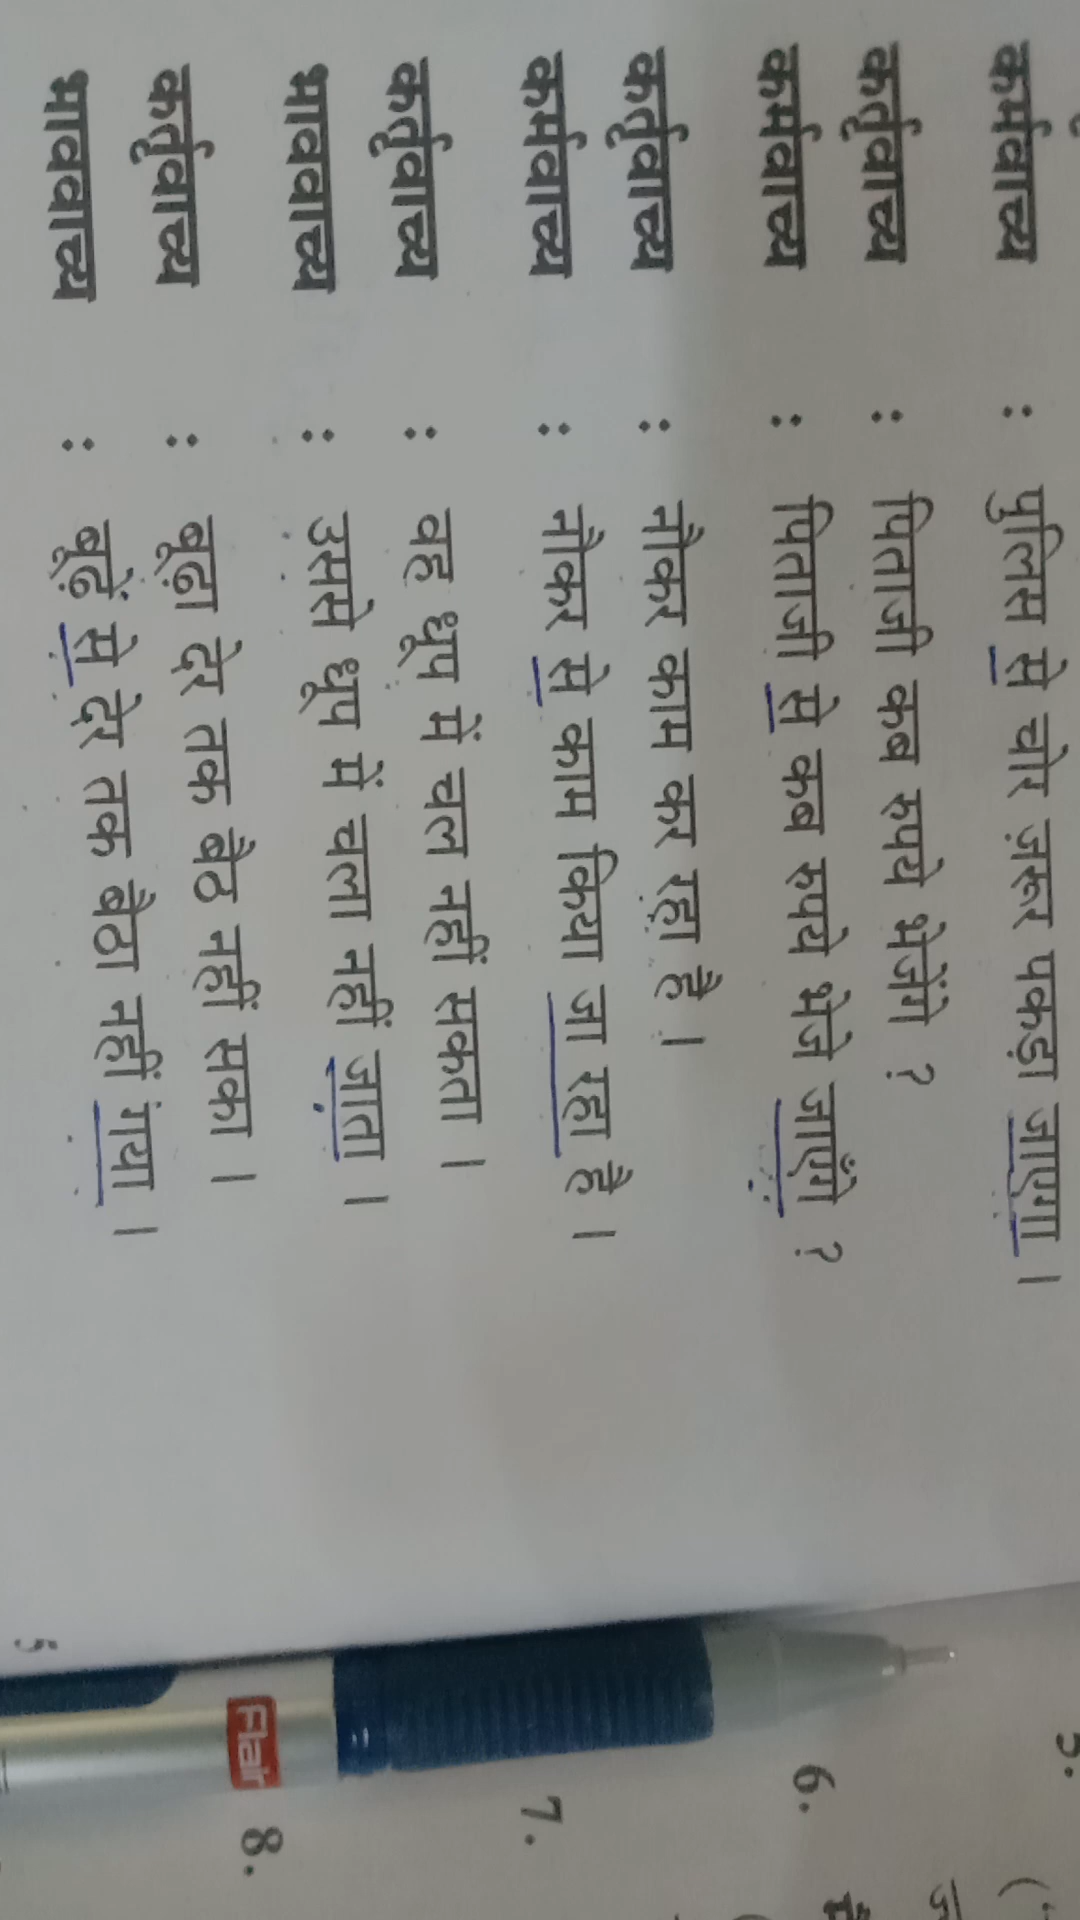 कर्मवाच्य : पुलिस से चोर ज़रूर पकड़ा जाएगा ।
कर्तृवाच्य : पिताजी कब रुपये भेजेंगे ?
कर्मवाच्य : पिताजी से कब रुपये भेजे जाएँगे ?
कर्तृवाच्य : नौकर काम कर रहा है ।
कर्मवाच्य : नौकर से काम किया जा रहा है ।
कर्तृवाच्य : वह धूप में चल नहीं सकता ।
भाववाच्य : उससे धूप में चला नहीं जाता ।
कर्तृवाच्य : बूढ़ा देर तक बैठ नहीं सका ।
भाववाच्य : बूढ़ें से देर तक बैठा नहीं गया ।
5.
6.
7.
8.
Flair